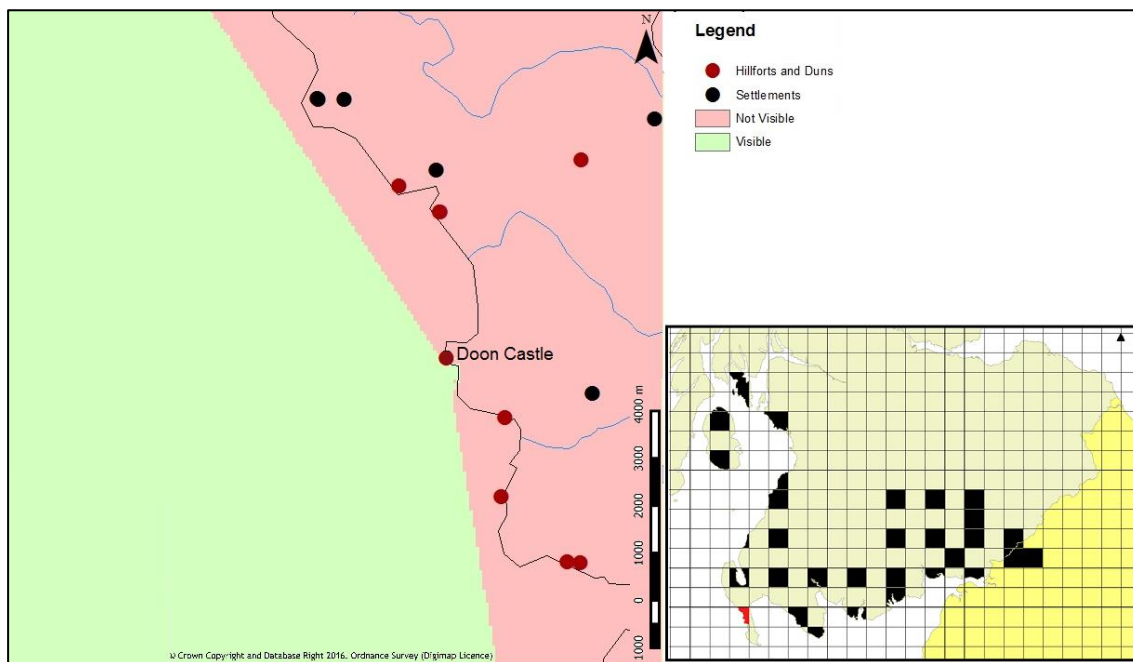 N
Doon Castle
4000 m
3000
2000
1000
0
1000
© Crown Copyright and Database Right 2016. Ordnance Survey (Digimap Licence)
Legend
Hillforts and Duns
Settlements
Not Visible
Visible